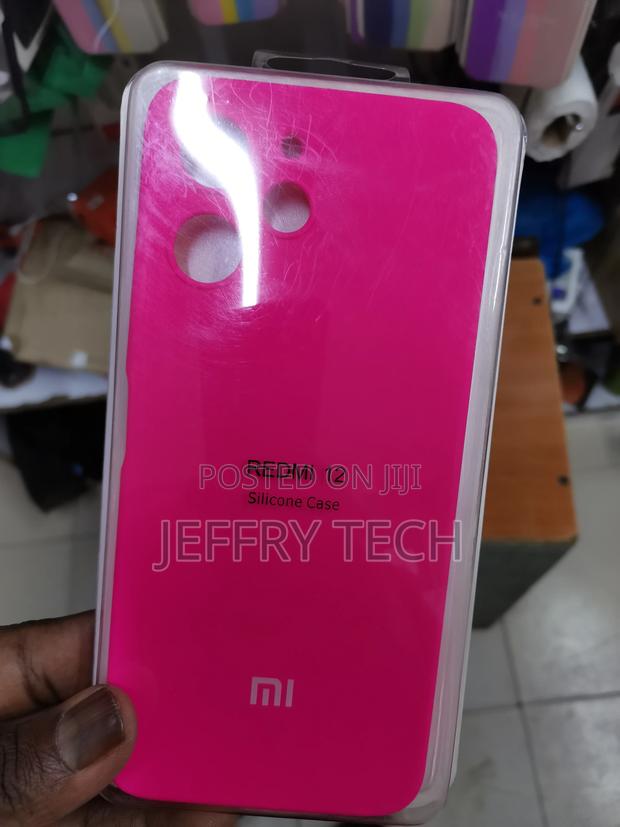 REDMI 12
POSTED ON JIJI
Silicone Case
JEFFRY TECH
MI